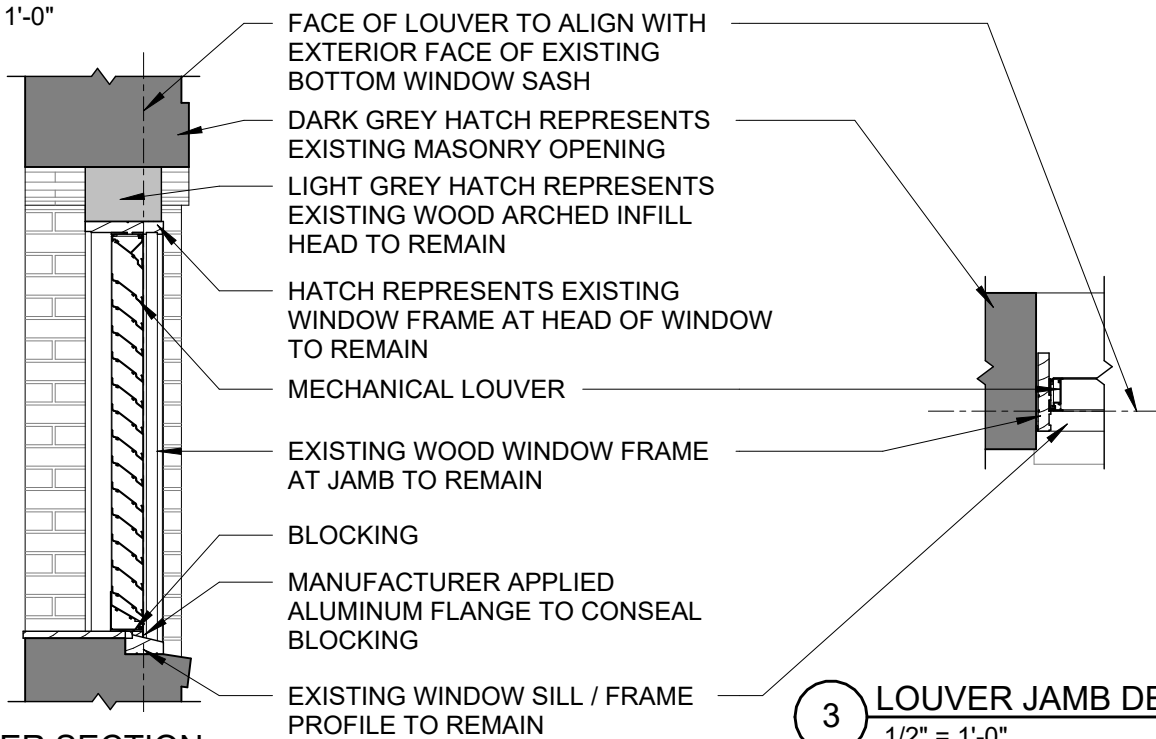 1'-0"
FACE OF LOUVER TO ALIGN WITH
EXTERIOR FACE OF EXISTING
BOTTOM WINDOW SASH
DARK GREY HATCH REPRESENTS
EXISTING MASONRY OPENING
LIGHT GREY HATCH REPRESENTS
EXISTING WOOD ARCHED INFILL
HEAD TO REMAIN
HATCH REPRESENTS EXISTING
WINDOW FRAME AT HEAD OF WINDOW
TO REMAIN
MECHANICAL LOUVER
EXISTING WOOD WINDOW FRAME
AT JAMB TO REMAIN
BLOCKING
MANUFACTURER APPLIED
ALUMINUM FLANGE TO CONSEAL
BLOCKING
EXISTING WINDOW SILL / FRAME
PROFILE TO REMAIN
ER SECTION
3
LOUVER JAMB DE
1/2" = 1'-0"